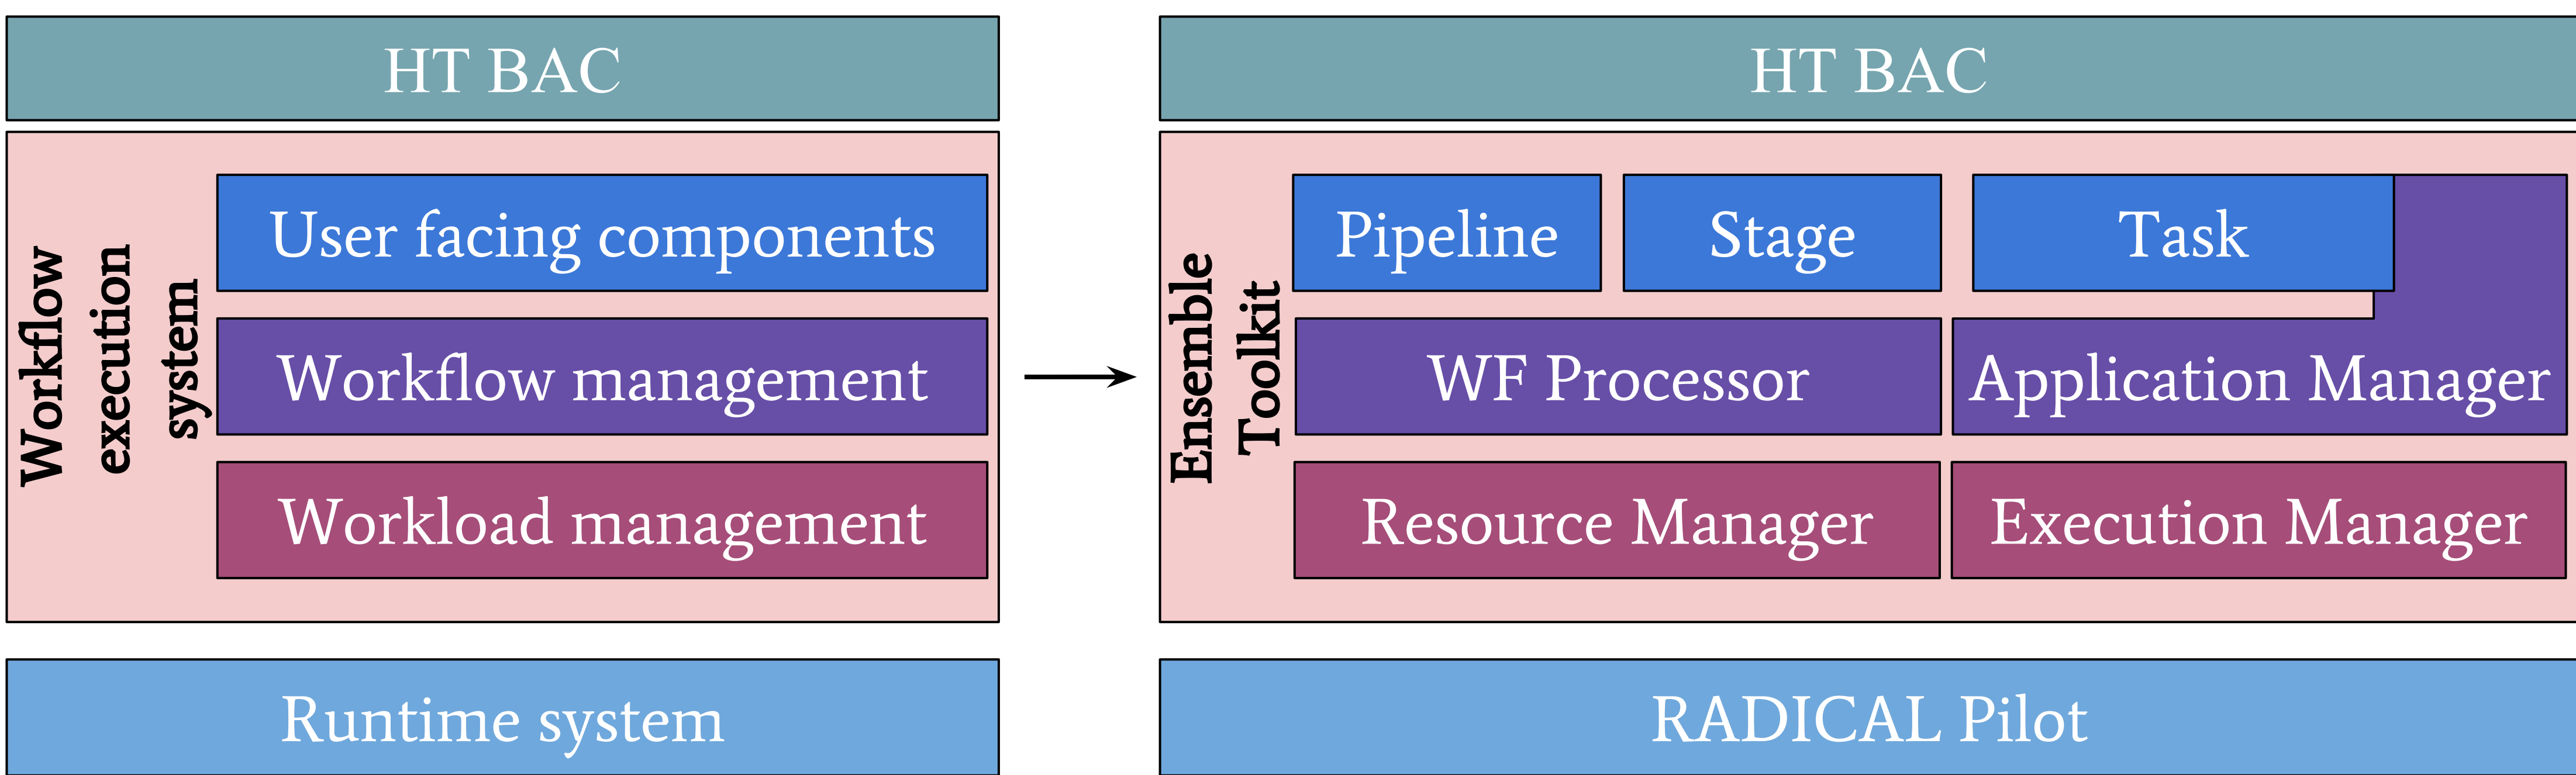 HT BAC
Workflow
execution
system
User facing components
Workflow management
Workload management
Runtime system
HT BAC
Ensemble
Toolkit
Pipeline
Stage
Task
WF Processor
Application Manager
Resource Manager
Execution Manager
RADICAL Pilot